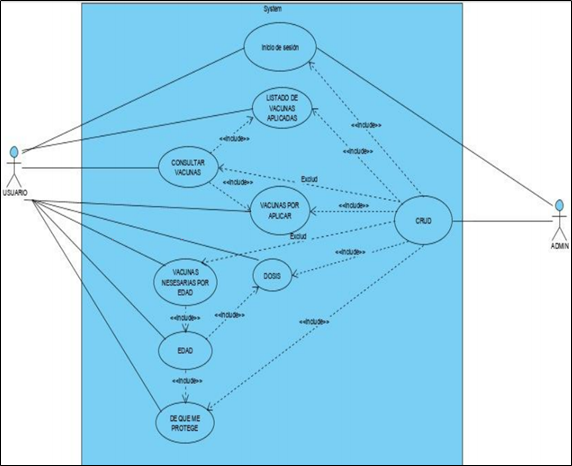 System
Inicio de sesión
LISTADO DE
VACUNAS
APLICADAS
<<Include>>
<<Include>>
<<Include>>
CONSULTAR
VACUNAS
<<Include>>
Exclud
USUARIO
VACUNAS POR
APLICAR
<<Include>>
CRUD
Exclud
ADMIN
<<Include>>
VACUNAS
NESESARIAS POR
EDAD
DOSIS
<<Include>>
<<Include>>
<<Include>>
EDAD
<<Include>>
DE QUE ME
PROTEGE